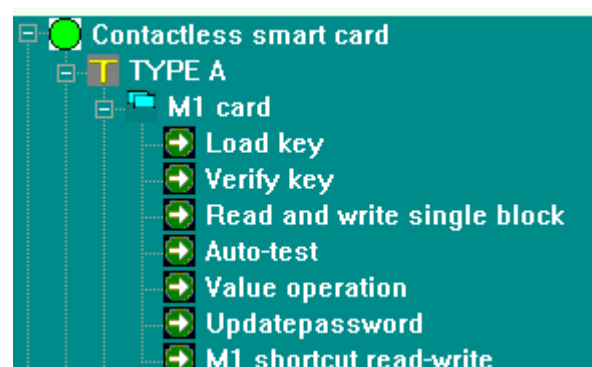 Contactless smart card
T TYPE A
M1 card
Load key
Verify key
Read and write single block
Auto-test
Value operation
Updatepassword
M1 shortcut read-write